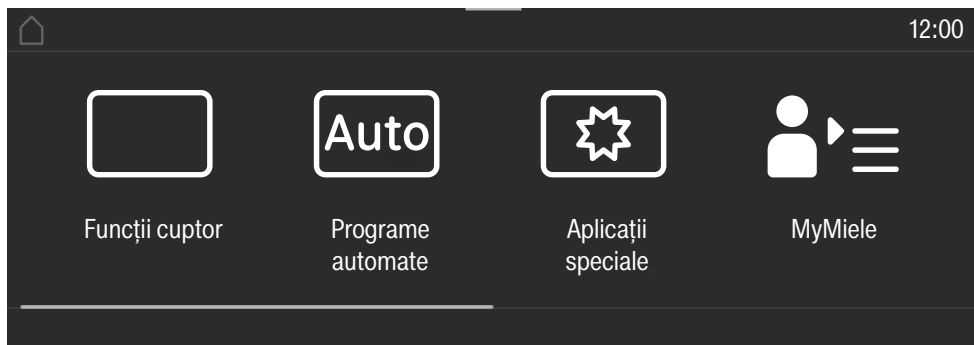 12:00
Auto
Funcții cuptor
Programe
automate
Aplicații
speciale
MyMiele